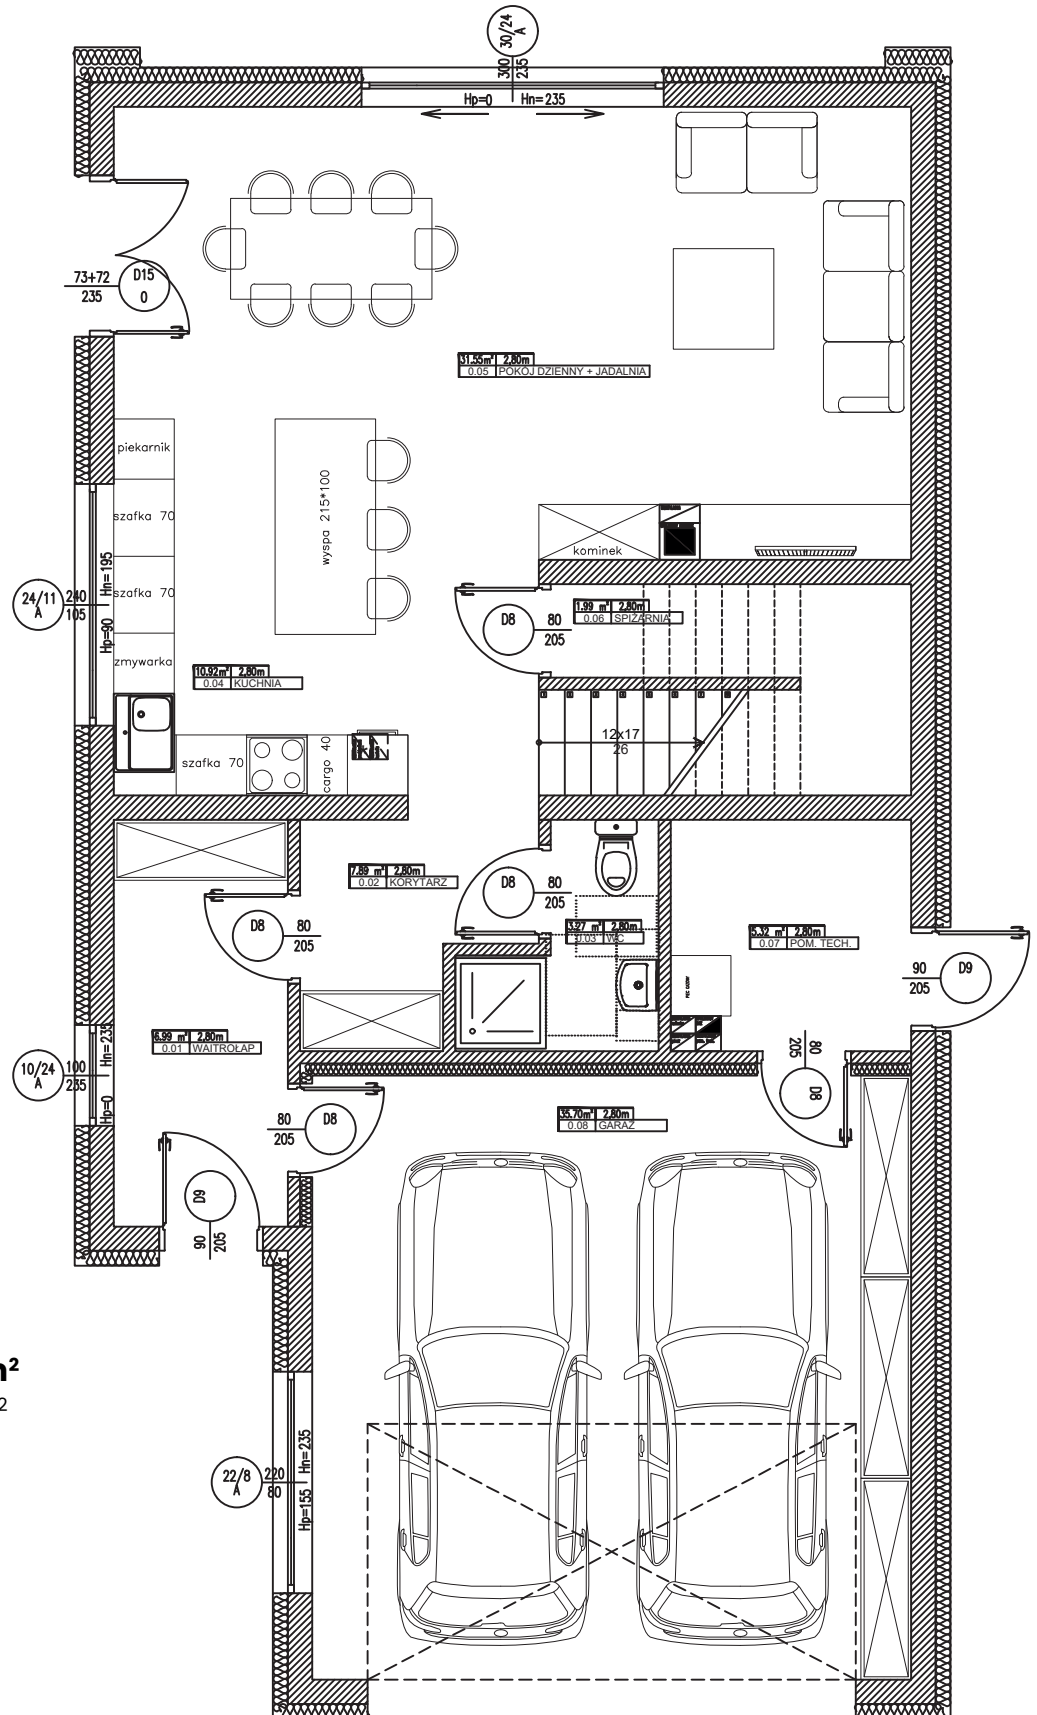 30/24
A
300
235
Hp=0 Hn=235
73+72
235
D15
0
31.55m² 2,80m
0.05 POKÓJ DZIENNY + JADALNIA
piekarnik
szafka 70
szafka 70
zmywarka
wyspa 215*100
kominek
24/11
A
240
105
Hn=195
Hp=90
D8
80
205
1.99 m² 2,80m
0.06 SPIŻARNIA
10.92m² 2,80m
0.04 KUCHNIA
szafka 70
cargo 40
12x17
26
7.89 m² 2,80m
0.02 KORYTARZ
D8
80
205
D8
80
205
3.27 m² 2,80m
0.03 WC
5.32 m² 2,80m
0.07 POM. TECH.
90
205
D9
6.99 m² 2,80m
0.01 WAITROŁAP
10/24
A
100
235
Hn=235
Hp=0
80
205
D8
80
205
D8
35.70m² 2,80m
0.08 GARAŻ
D9
90
205
m²
2
22/8
A
220
80
Hn=235
Hp=155